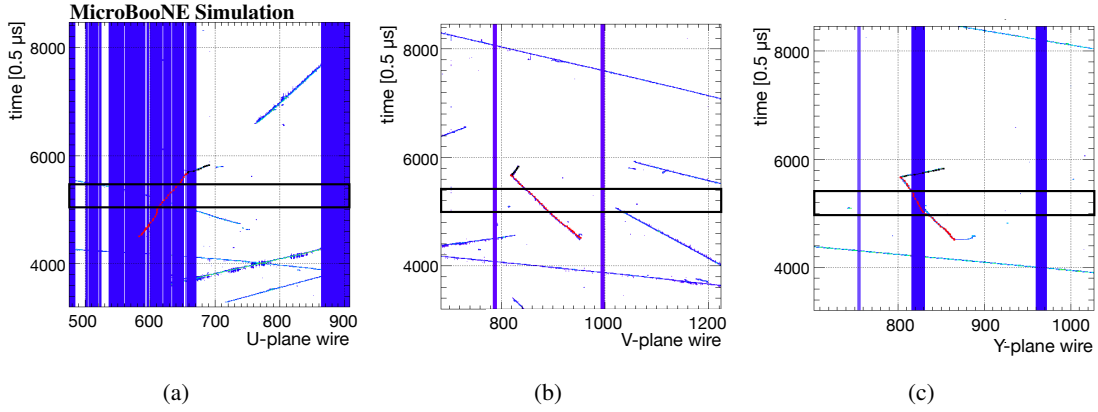 MicroBooNE Simulation
time [0.5 µs]
8000
6000
4000
500 600 700 800 900
U-plane wire
(a)
time [0.5 µs]
8000
6000
4000
800 1000 1200
V-plane wire
(b)
time [0.5 µs]
8000
6000
4000
800 900 1000
Y-plane wire
(c)